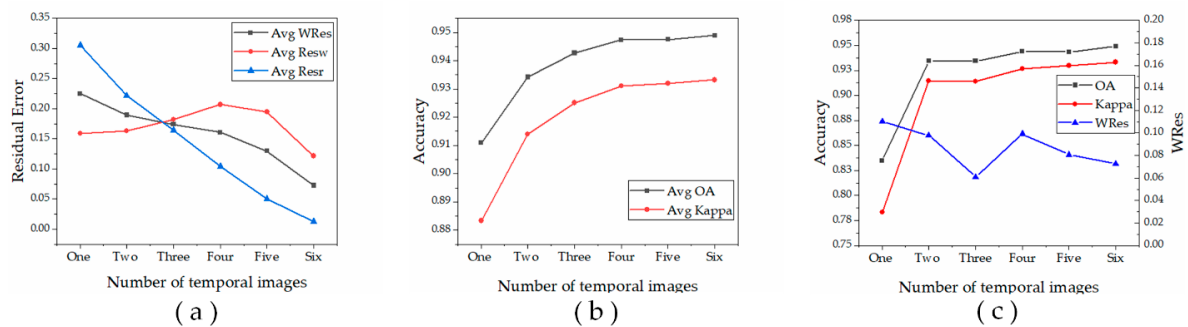 0.35
0.30
0.25
0.20
0.15
0.10
0.05
0.00
Residual Error
Avg WRes
Avg Resw
Avg Resr
One Two Three Four Five Six
Number of temporal images
( a )
0.95
0.94
0.93
0.92
0.91
0.90
0.89
0.88
Accuracy
Avg OA
Avg Kappa
One Two Three Four Five Six
Number of temporal images
( b )
0.98
0.95
0.93
0.90
0.88
0.85
0.83
0.80
0.78
0.75
Accuracy
OA
Kappa
WRes
0.20
0.18
0.16
0.14
0.12
0.10
0.08
0.06
0.04
0.02
0.00
WRes
One Two Three Four Five Six
Number of temporal images
( c )